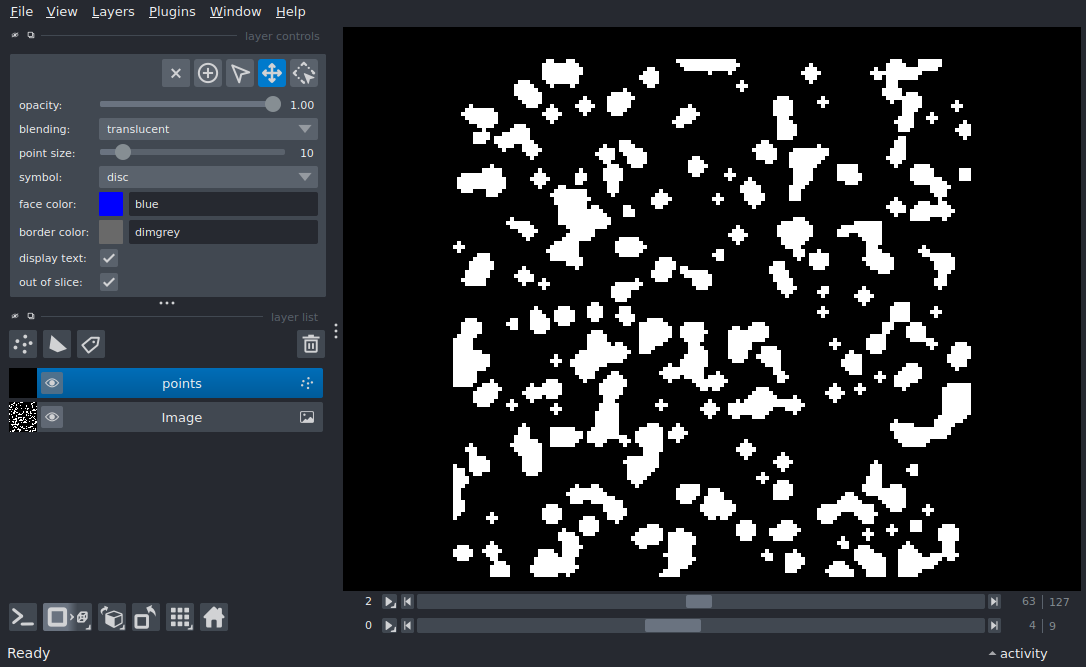 File View Layers Plugins Window Help
layer controls
opacity: 1.00
blending: translucent
point size: 10
symbol: disc
face color: blue
border color: dimgrey
display text:
out of slice:
layer list
points
Image
2 63 127
0 4 9
Ready activity